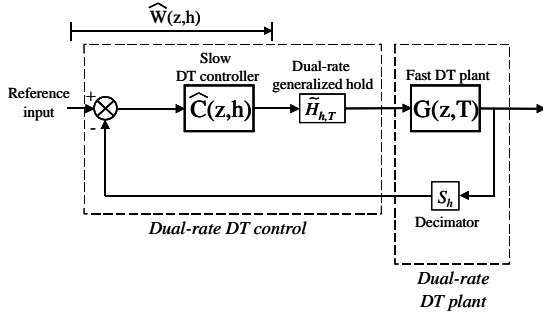 Ŵ(z,h)
Slow
DT controller
Dual-rate
generalized hold
Fast DT plant
Reference
input
+
-
Ĉ(z,h)
H̃h,T
G(z,T)
Sh
Decimator
Dual-rate DT control
Dual-rate
DT plant